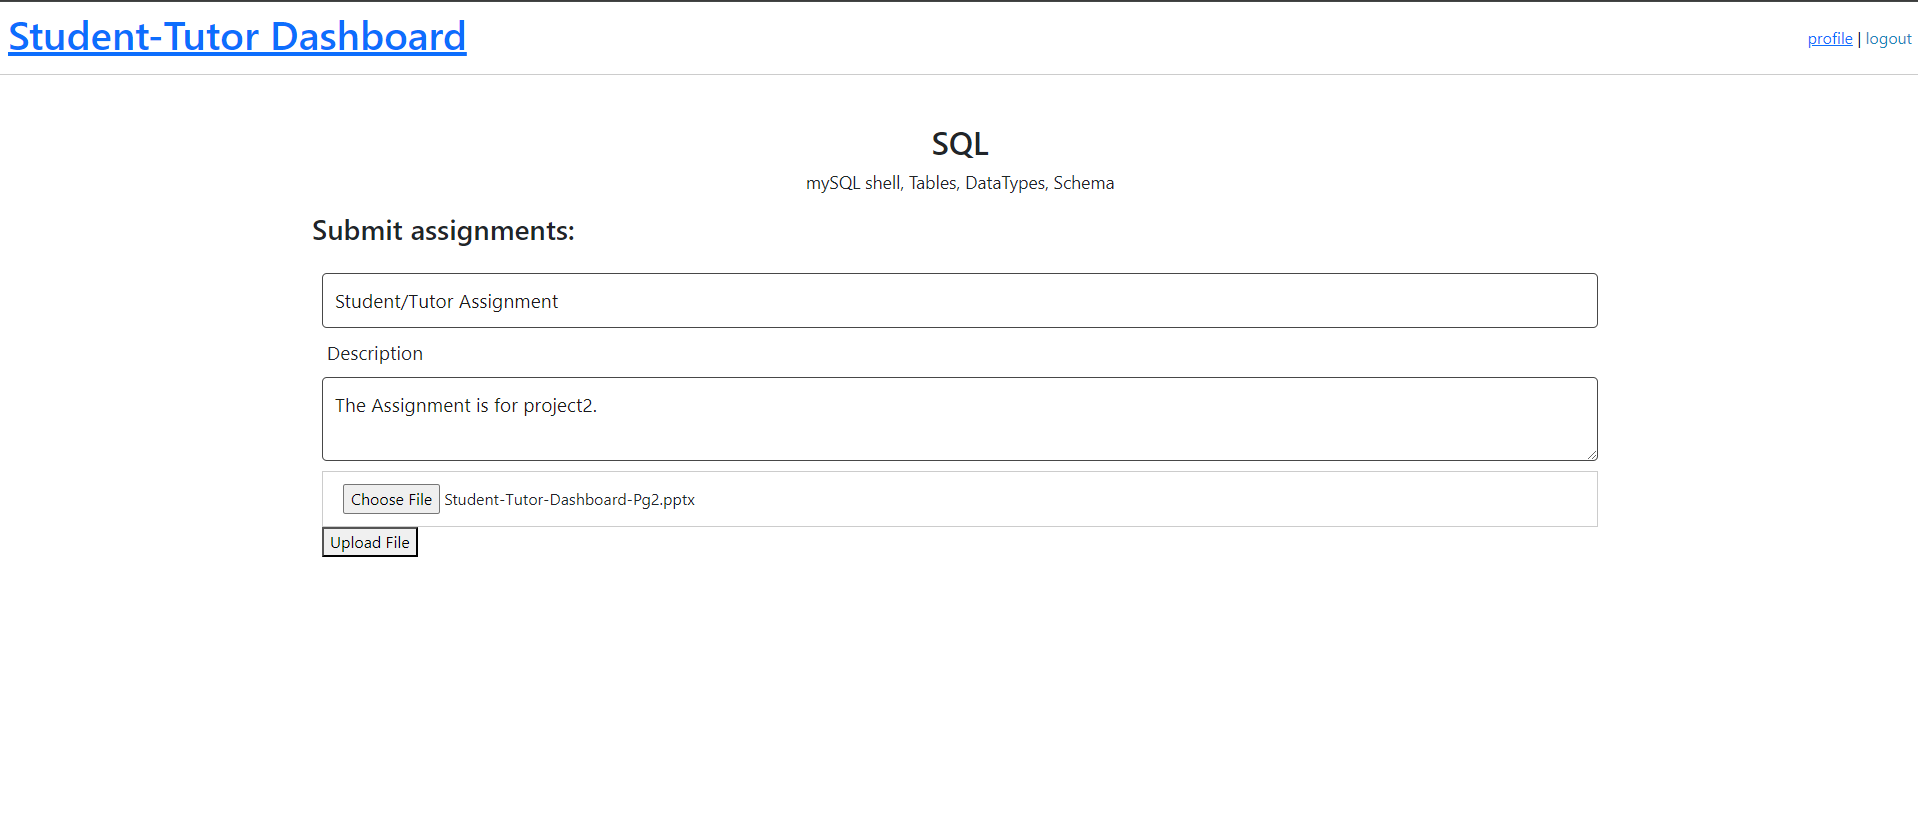 Student-Tutor Dashboard
profile | logout
SQL
mySQL shell, Tables, DataTypes, Schema
Submit assignments:
Student/Tutor Assignment
Description
The Assignment is for project2.
Choose File Student-Tutor-Dashboard-Pg2.pptx
Upload File